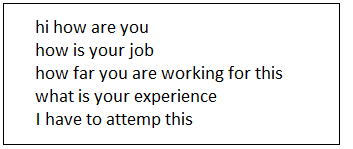 hi how are you
how is your job
how far you are working for this
what is your experience
I have to attemp this